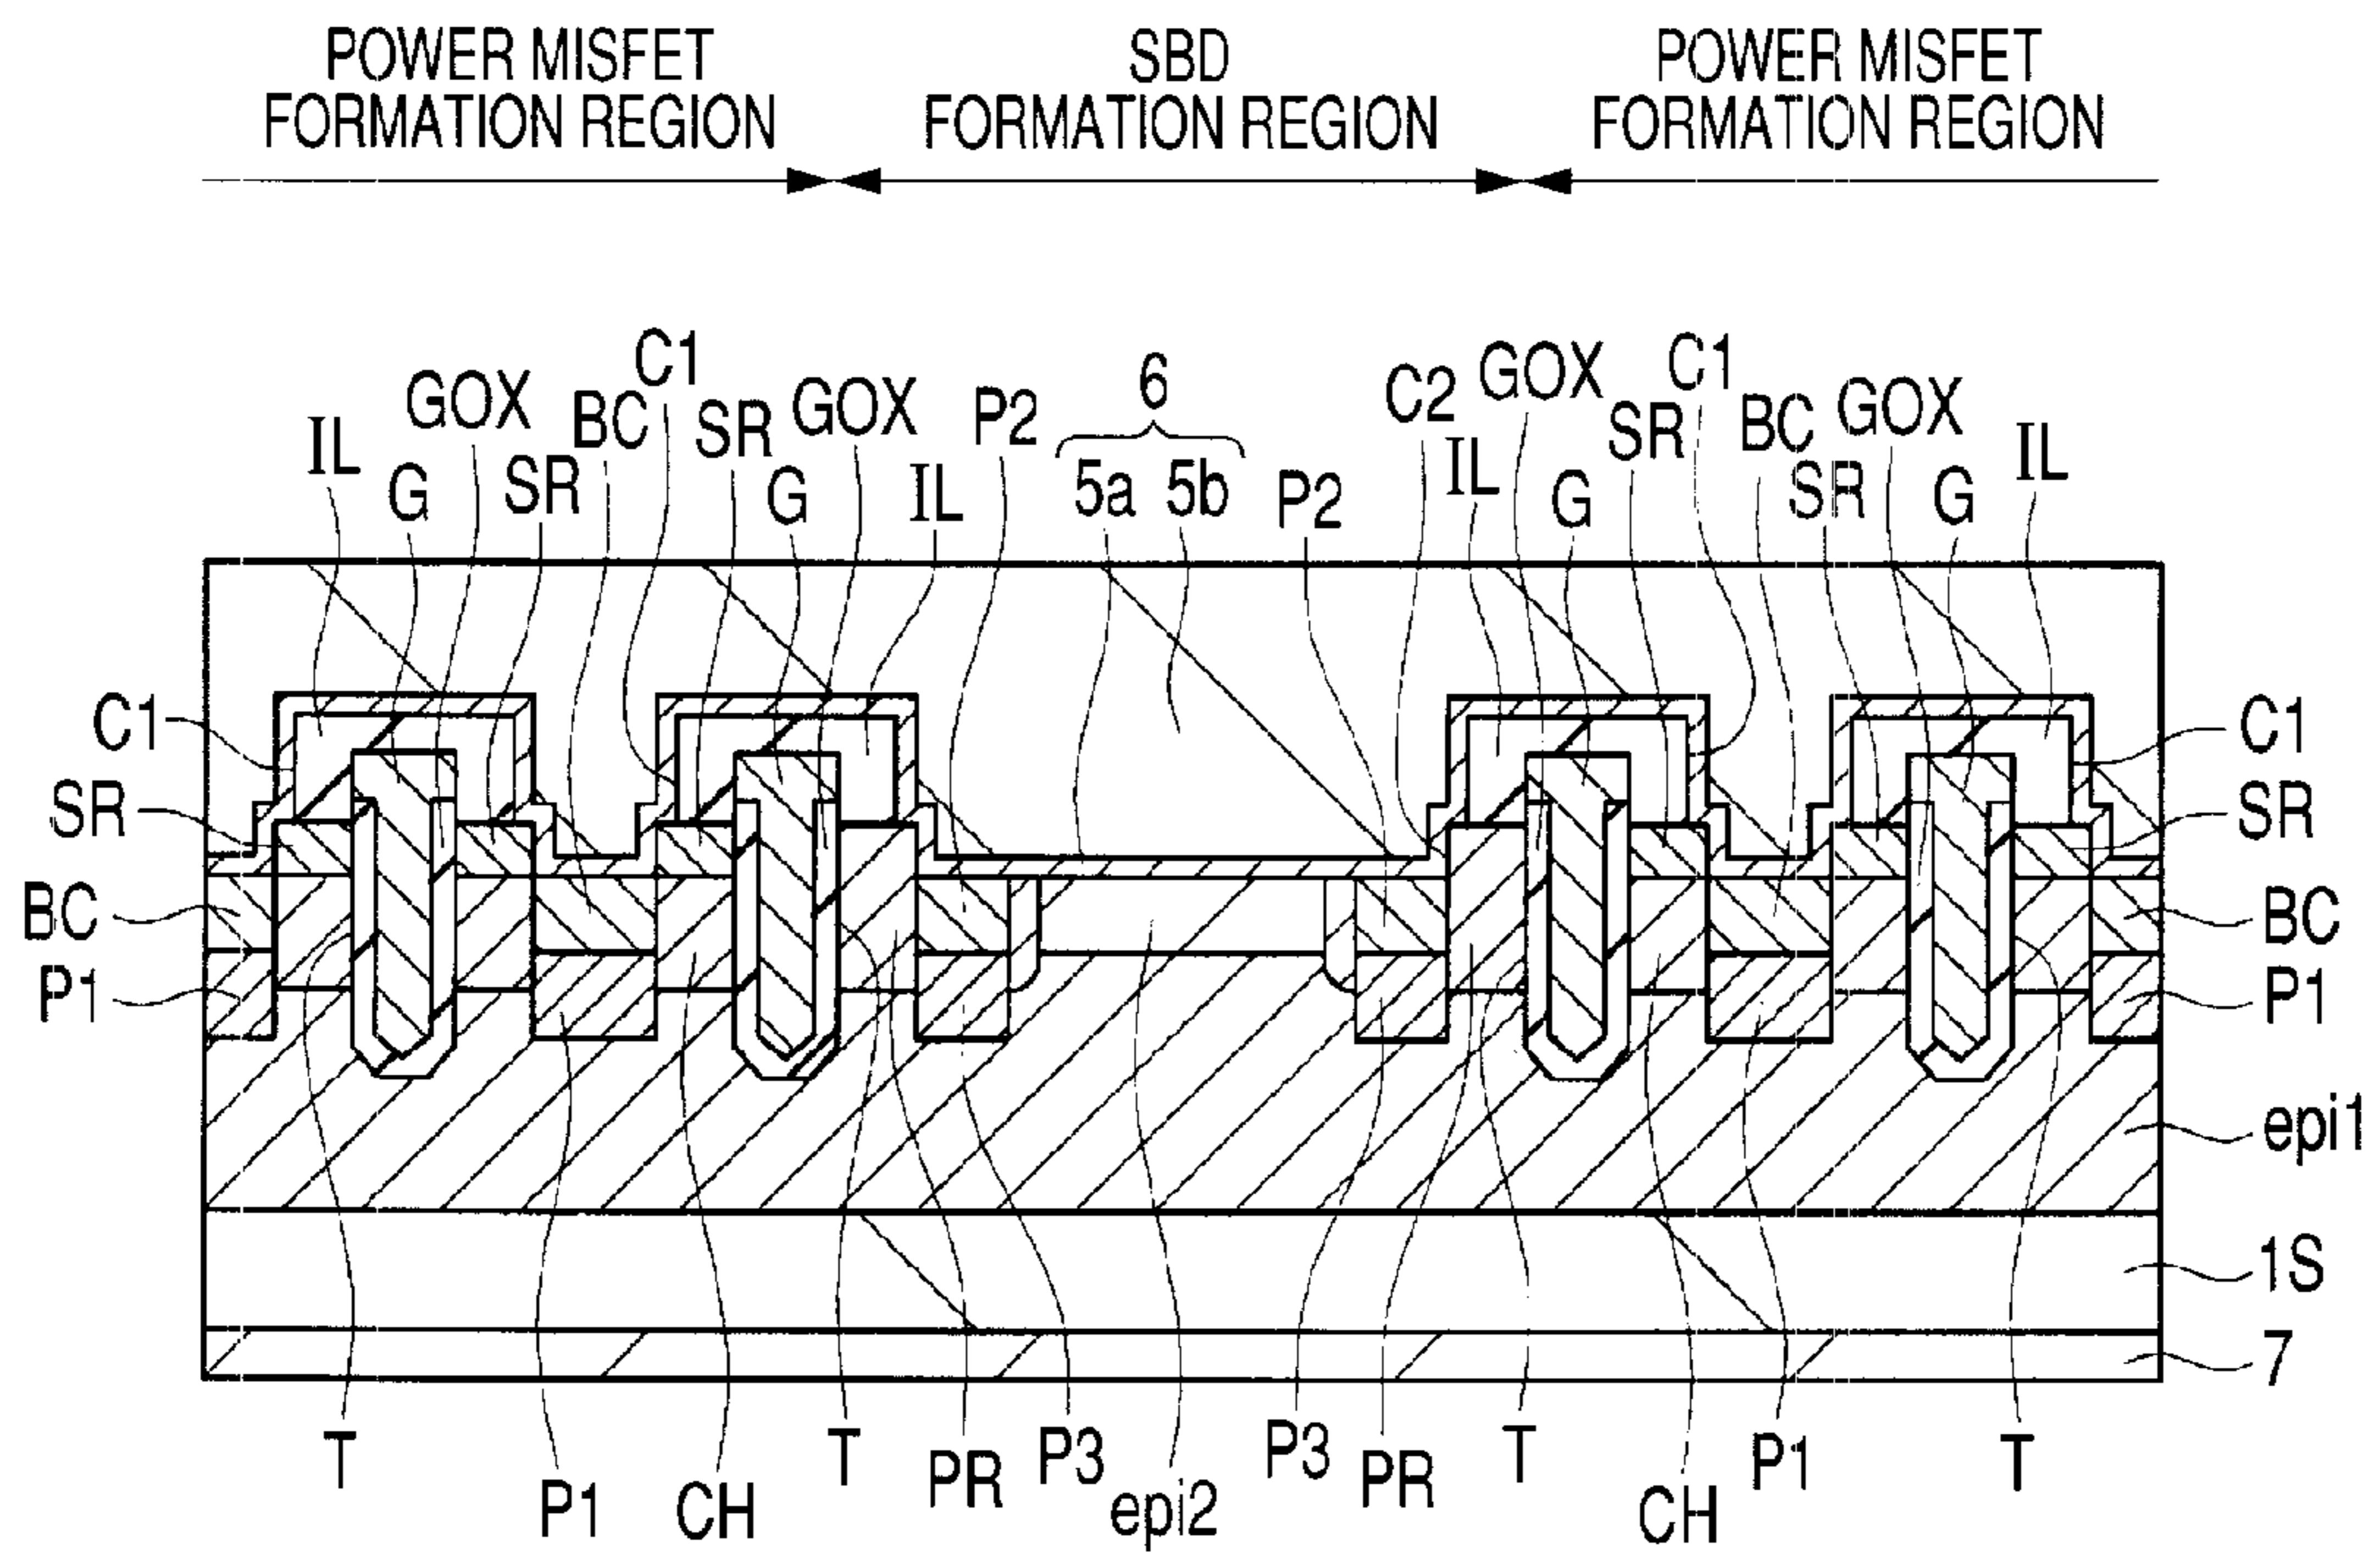 POWER MISFET
FORMATION REGION
SBD
FORMATION REGION
POWER MISFET
FORMATION REGION
IL
G
GOX
SR
BC
C1
SR
G
GOX
IL
P2
6
5a
5b
P2
C2
IL
GOX
G
SR
C1
BC
SR
GOX
G
IL
C1
SR
BC
P1
C1
SR
BC
P1
epi1
1S
7
T
P1
CH
T
PR
P3
epi2
P3
PR
T
CH
P1
T